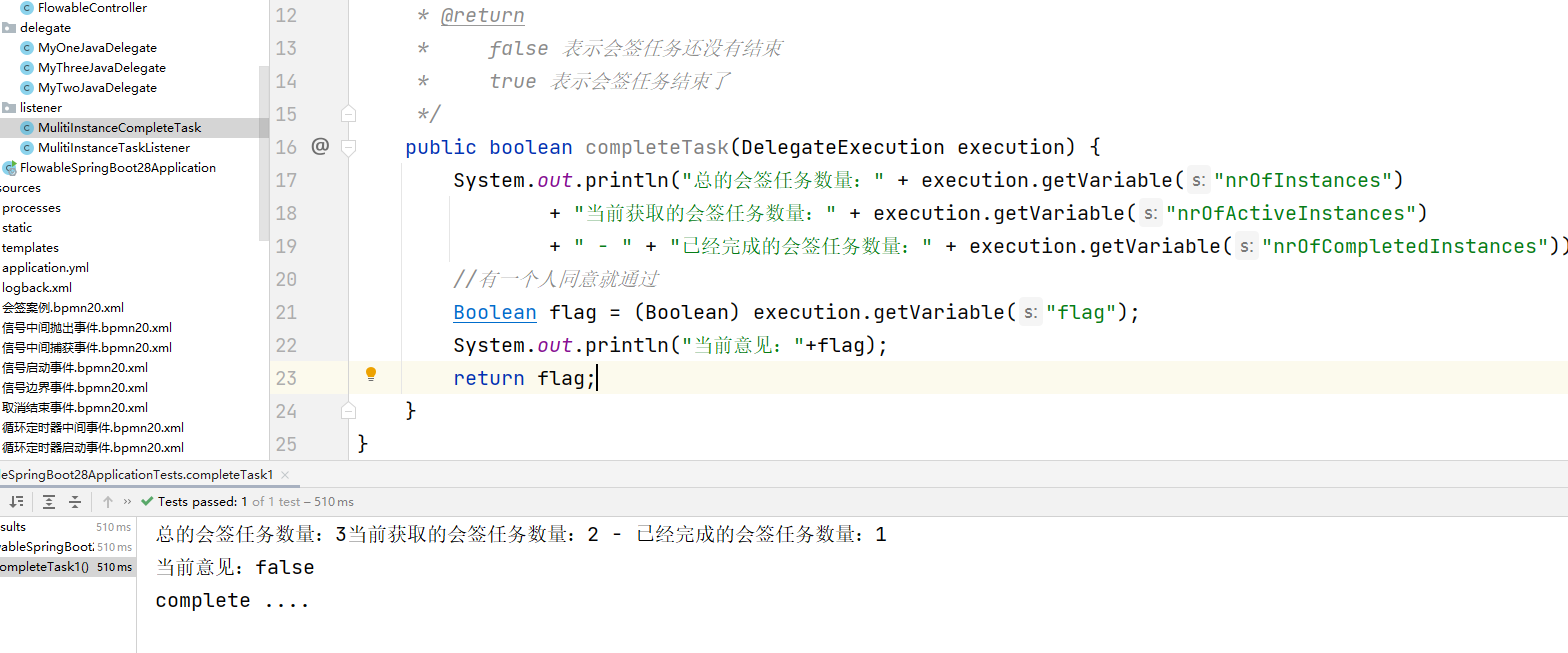 FlowableController
delegate
MyOneJavaDelegate
MyThreeJavaDelegate
MyTwoJavaDelegate
listener
MulitiInstanceCompleteTask
MulitiInstanceTaskListener
FlowableSpringBoot28Application
sources
processes
static
templates
application.yml
logback.xml
会签案例.bpmn20.xml
信号中间抛出事件.bpmn20.xml
信号中间捕获事件.bpmn20.xml
信号启动事件.bpmn20.xml
信号边界事件.bpmn20.xml
取消结束事件.bpmn20.xml
循环定时器中间事件.bpmn20.xml
循环定时器启动事件.bpmn20.xml
12 * @return
13 * false 表示会签任务还没有结束
14 * true 表示会签任务结束了
15 */
16 @ public boolean completeTask(DelegateExecution execution) {
17 System.out.println("总的会签任务数量：" + execution.getVariable( s: "nrOfInstances")
18 + "当前获取的会签任务数量：" + execution.getVariable( s: "nrOfActiveInstances")
19 + " - " + "已经完成的会签任务数量：" + execution.getVariable( s: "nrOfCompletedInstances"))
20 //有一个人同意就通过
21 Boolean flag = (Boolean) execution.getVariable( s: "flag");
22 System.out.println("当前意见："+flag);
23 return flag;
24 }
25 }
leSpringBoot28ApplicationTests.completeTask1 ×
» Tests passed: 1 of 1 test – 510 ms
sults 510 ms
vableSpringBoot2 510 ms
ompleteTask1() 510 ms
总的会签任务数量：3当前获取的会签任务数量：2 - 已经完成的会签任务数量：1
当前意见：false
complete ....